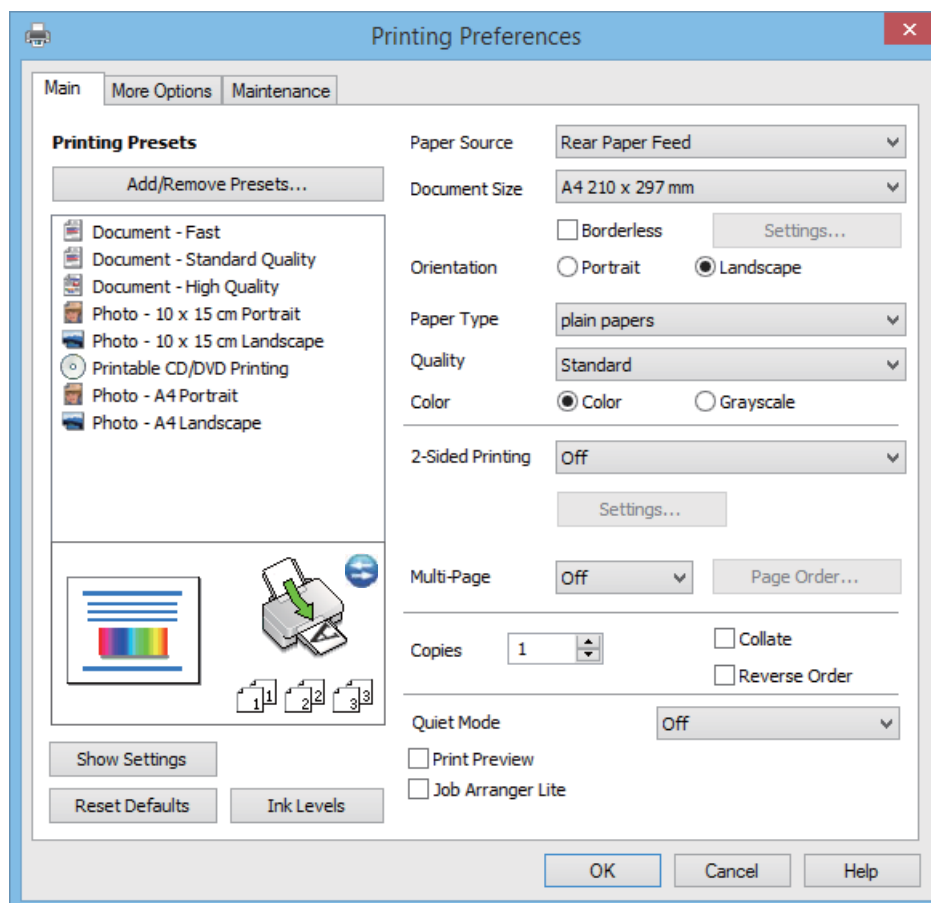 Printing Preferences
Main More Options Maintenance
Printing Presets
Add/Remove Presets...
Document - Fast
Document - Standard Quality
Document - High Quality
Photo - 10 x 15 cm Portrait
Photo - 10 x 15 cm Landscape
Printable CD/DVD Printing
Photo - A4 Portrait
Photo - A4 Landscape
1 1 2 2 3 3
Show Settings
Reset Defaults Ink Levels
Paper Source Rear Paper Feed
Document Size A4 210 x 297 mm
Borderless Settings...
Orientation Portrait Landscape
Paper Type plain papers
Quality Standard
Color Color Grayscale
2-Sided Printing Off
Settings...
Multi-Page Off Page Order...
Copies 1 Collate
Reverse Order
Quiet Mode Off
Print Preview
Job Arranger Lite
OK Cancel Help